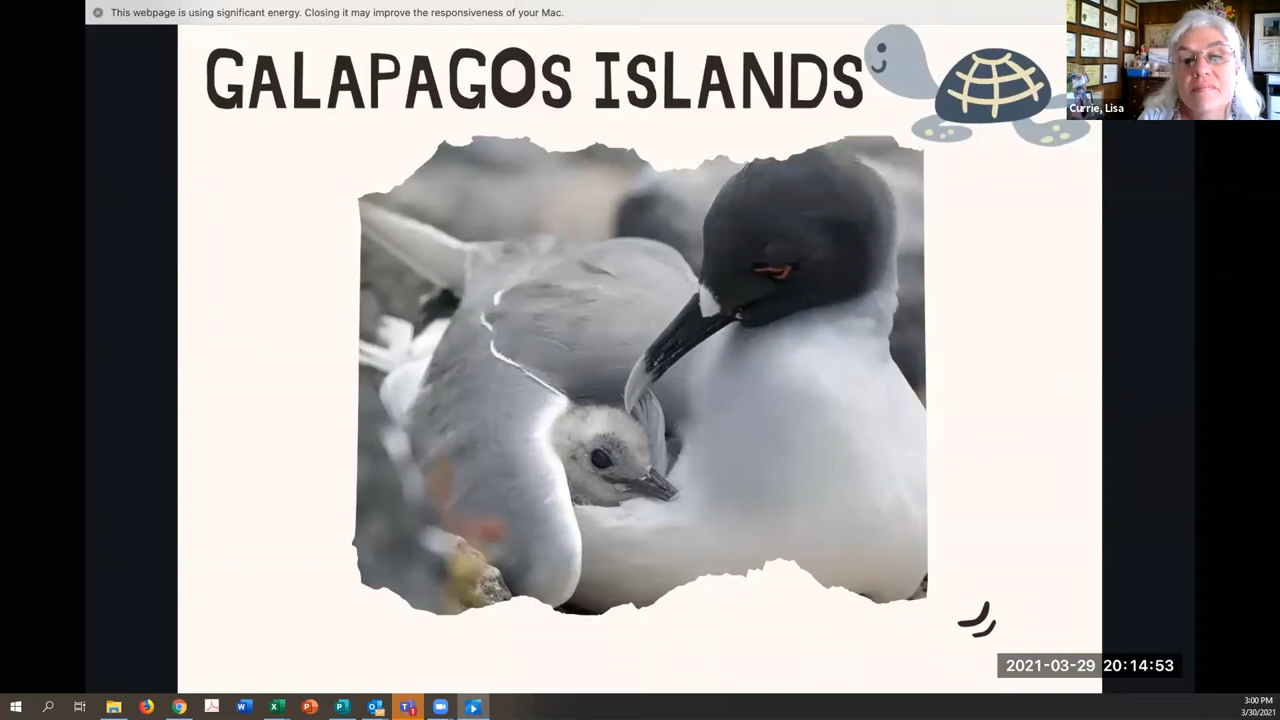 This webpage is using significant energy. Closing it may improve the responsiveness of your Mac.
GALAPAGOS ISLANDS
Currie, Lisa
2021-03-29 20:14:53
3:00 PM
3/30/2021